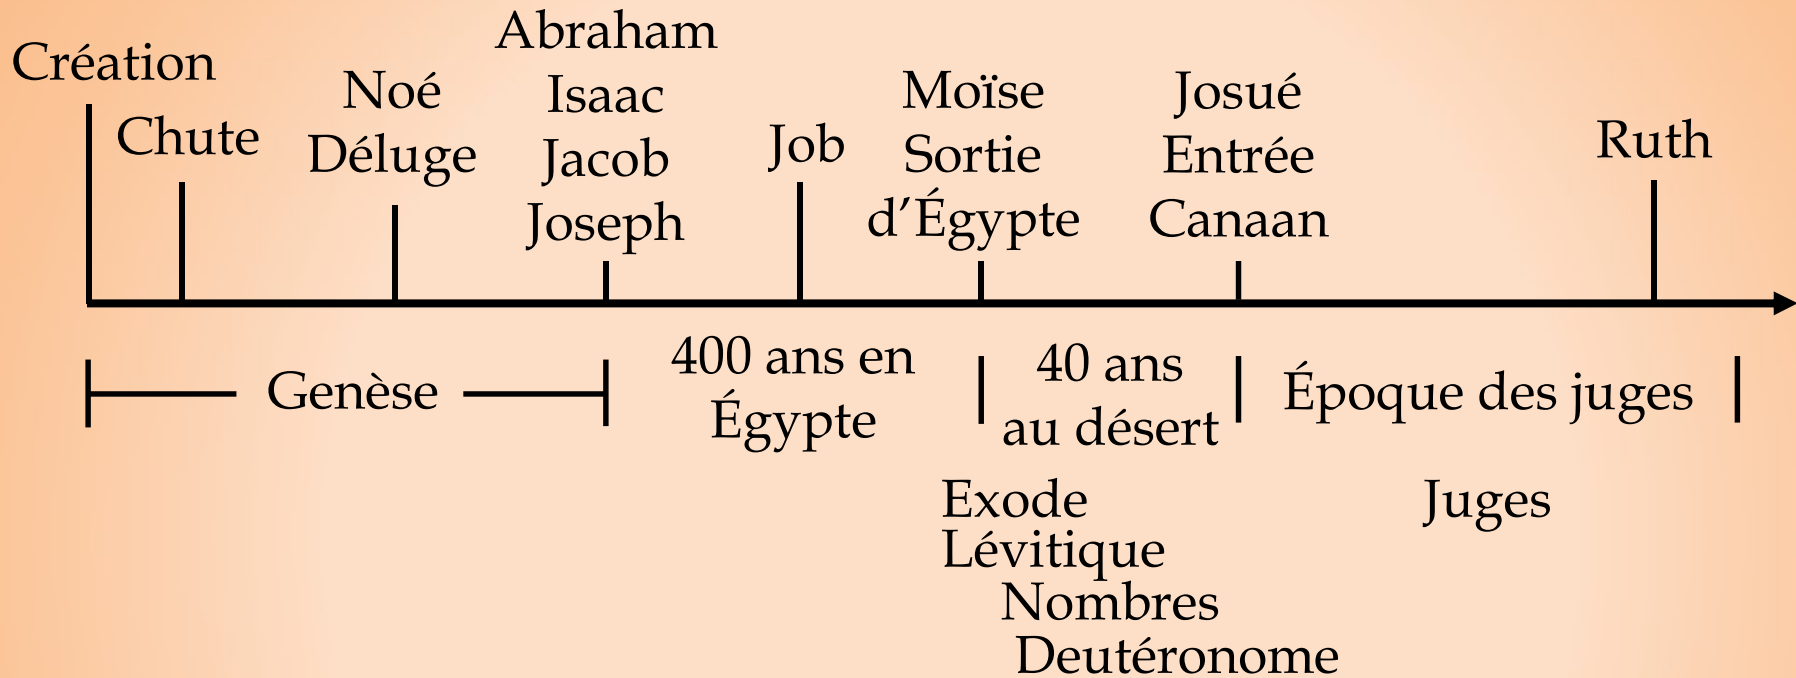 Création
Chute
Noé
Déluge
Abraham
Isaac
Jacob
Joseph
Job
Moïse
Sortie
d’Égypte
Josué
Entrée
Canaan
Ruth
Genèse
400 ans en
Égypte
40 ans
au désert
Époque des juges
Exode
Lévitique
Nombres
Deutéronome
Juges